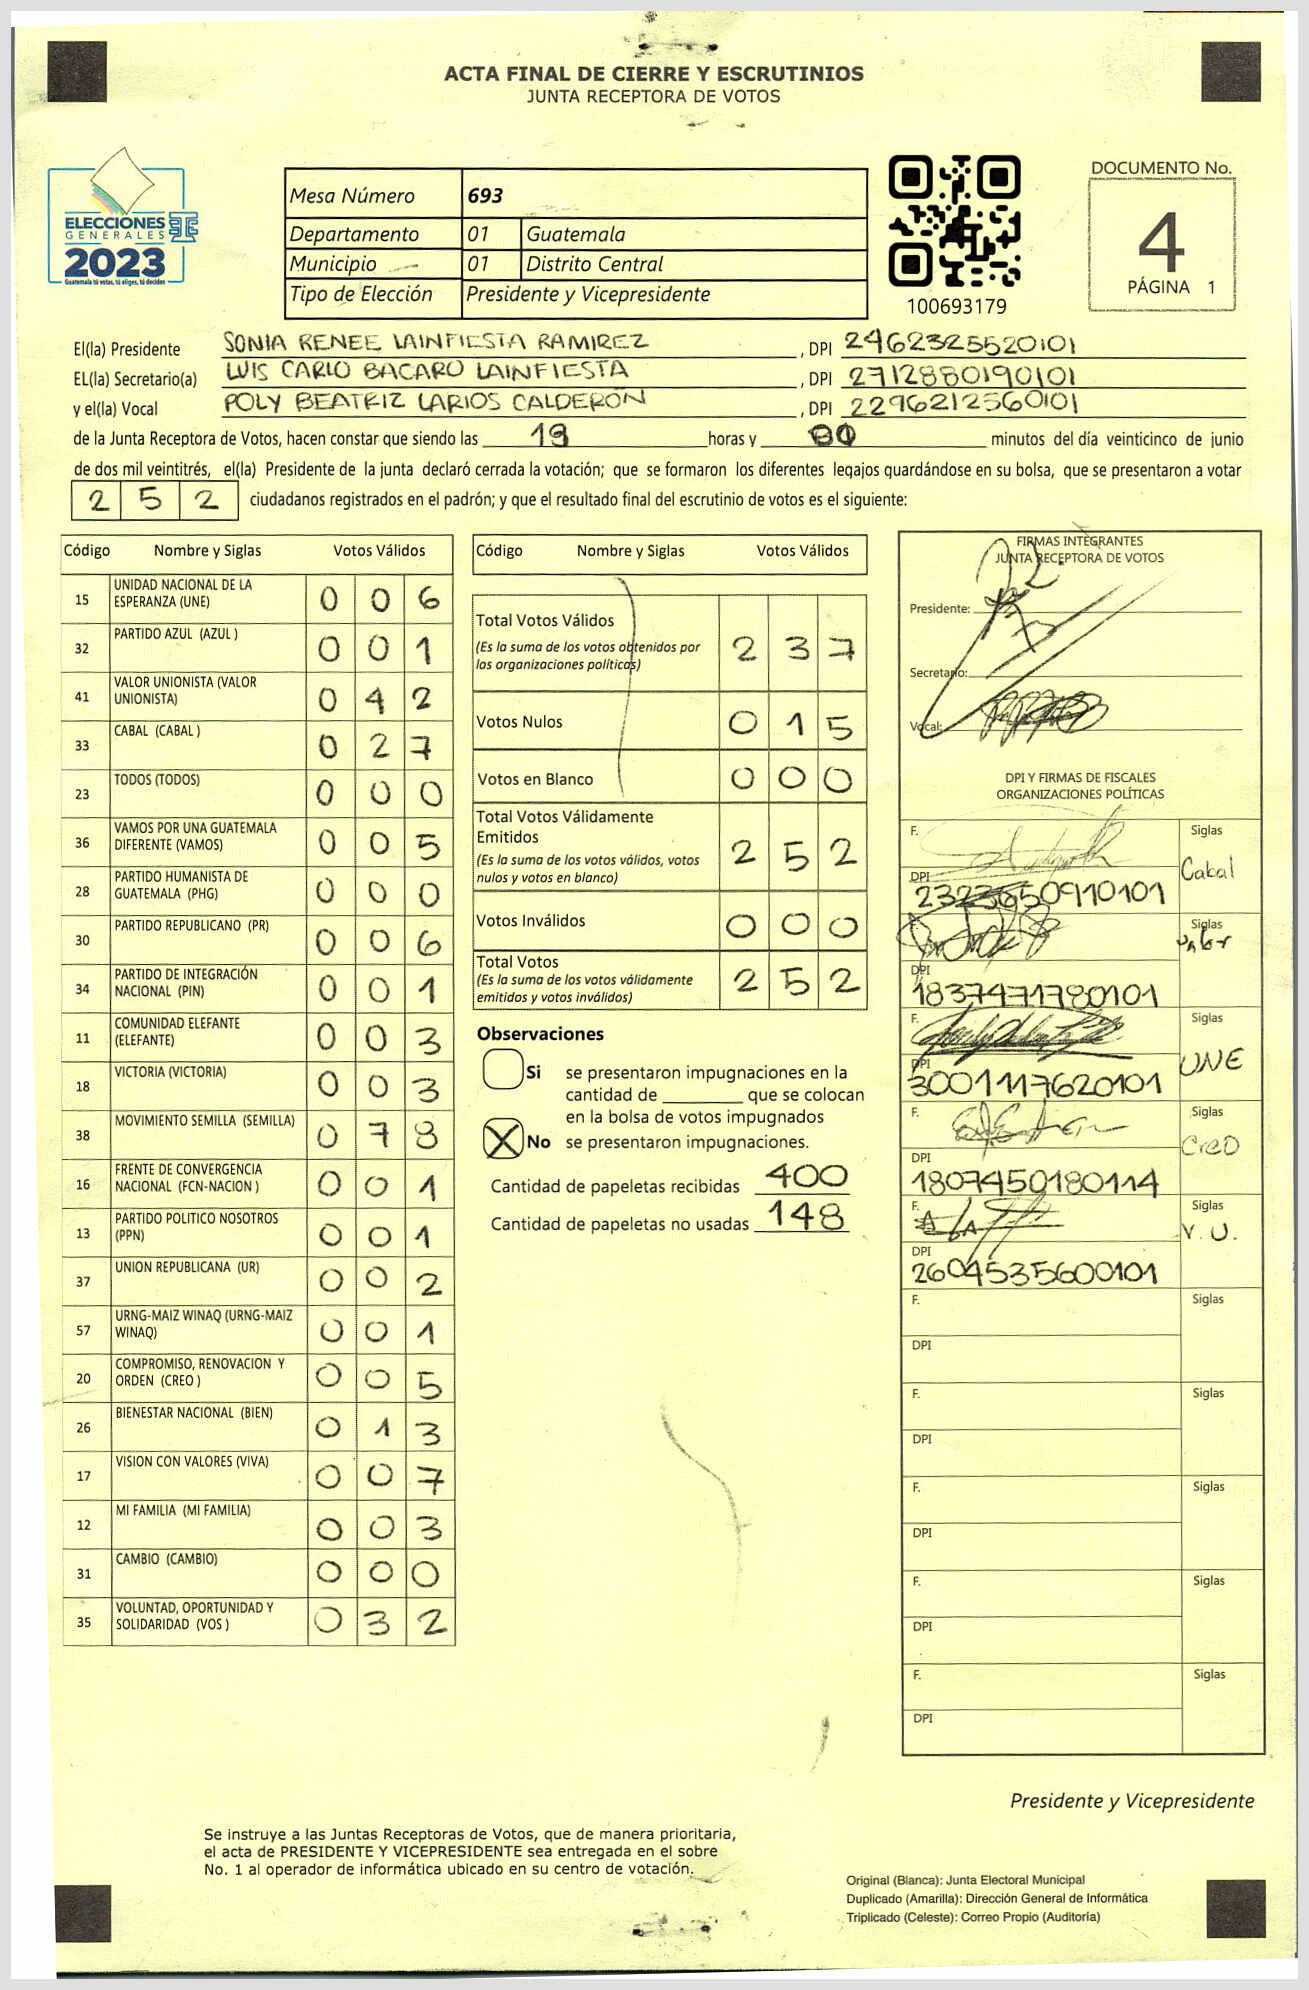 ACTA FINAL DE CIERRE Y ESCRUTINIOS
JUNTA RECEPTORA DE VOTOS
ELECCIONES
GENERALES
2023
Guatemala tú votas, tú eliges, tú decides
Mesa Número 693
Departamento 01 Guatemala
Municipio 01 Distrito Central
Tipo de Elección Presidente y Vicepresidente
100693179
DOCUMENTO No.
4
PÁGINA 1
El(la) Presidente SONIA RENEE LAINFIESTA RAMIREZ , DPI 2462325520101
EL(la) Secretario(a) LUIS CARLO BACARO LAINFIESTA , DPI 2712880190101
y el(la) Vocal POLY BEATRIZ LARIOS CALDERÓN , DPI 2296212560101
de la Junta Receptora de Votos, hacen constar que siendo las 19 horas y 00 minutos del día veinticinco de junio
de dos mil veintitrés, el(la) Presidente de la junta declaró cerrada la votación; que se formaron los diferentes legajos guardándose en su bolsa, que se presentaron a votar
252 ciudadanos registrados en el padrón; y que el resultado final del escrutinio de votos es el siguiente:
Código Nombre y Siglas Votos Válidos
15 UNIDAD NACIONAL DE LA ESPERANZA (UNE) 0 0 6
32 PARTIDO AZUL (AZUL ) 0 0 1
41 VALOR UNIONISTA (VALOR UNIONISTA) 0 4 2
33 CABAL (CABAL ) 0 2 7
23 TODOS (TODOS) 0 0 0
36 VAMOS POR UNA GUATEMALA DIFERENTE (VAMOS) 0 0 5
28 PARTIDO HUMANISTA DE GUATEMALA (PHG) 0 0 0
30 PARTIDO REPUBLICANO (PR) 0 0 6
34 PARTIDO DE INTEGRACIÓN NACIONAL (PIN) 0 0 1
11 COMUNIDAD ELEFANTE (ELEFANTE) 0 0 3
18 VICTORIA (VICTORIA) 0 0 3
38 MOVIMIENTO SEMILLA (SEMILLA) 0 7 8
16 FRENTE DE CONVERGENCIA NACIONAL (FCN-NACION ) 0 0 1
13 PARTIDO POLITICO NOSOTROS (PPN) 0 0 1
37 UNION REPUBLICANA (UR) 0 0 2
57 URNG-MAIZ WINAQ (URNG-MAIZ WINAQ) 0 0 1
20 COMPROMISO, RENOVACION Y ORDEN (CREO ) 0 0 5
26 BIENESTAR NACIONAL (BIEN) 0 1 3
17 VISION CON VALORES (VIVA) 0 0 7
12 MI FAMILIA (MI FAMILIA) 0 0 3
31 CAMBIO (CAMBIO) 0 0 0
35 VOLUNTAD, OPORTUNIDAD Y SOLIDARIDAD (VOS ) 0 3 2
Código Nombre y Siglas Votos Válidos
Total Votos Válidos
(Es la suma de los votos obtenidos por las organizaciones políticas) 2 3 7
Votos Nulos 0 1 5
Votos en Blanco 0 0 0
Total Votos Válidamente Emitidos
(Es la suma de los votos válidos, votos nulos y votos en blanco) 2 5 2
Votos Inválidos 0 0 0
Total Votos
(Es la suma de los votos válidamente emitidos y votos inválidos) 2 5 2
Observaciones
Si se presentaron impugnaciones en la
cantidad de ________ que se colocan
en la bolsa de votos impugnados
X No se presentaron impugnaciones.
Cantidad de papeletas recibidas 400
Cantidad de papeletas no usadas 148
FIRMAS INTEGRANTES
JUNTA RECEPTORA DE VOTOS
Presidente:
Secretario:
Vocal:
DPI Y FIRMAS DE FISCALES
ORGANIZACIONES POLÍTICAS
F. Siglas
Cabal
DPI
2323650910101
F. Siglas
Valor
DPI
1837471780101
F. Siglas
UNE
DPI
3001117620101
F. Siglas
CREO
DPI
1807450180114
F. Siglas
V. U.
DPI
2604535600101
F. Siglas
DPI
F. Siglas
DPI
F. Siglas
DPI
F. Siglas
DPI
F. Siglas
DPI
Presidente y Vicepresidente
Se instruye a las Juntas Receptoras de Votos, que de manera prioritaria,
el acta de PRESIDENTE Y VICEPRESIDENTE sea entregada en el sobre
No. 1 al operador de informática ubicado en su centro de votación.
Original (Blanca): Junta Electoral Municipal
Duplicado (Amarilla): Dirección General de Informática
Triplicado (Celeste): Correo Propio (Auditoría)